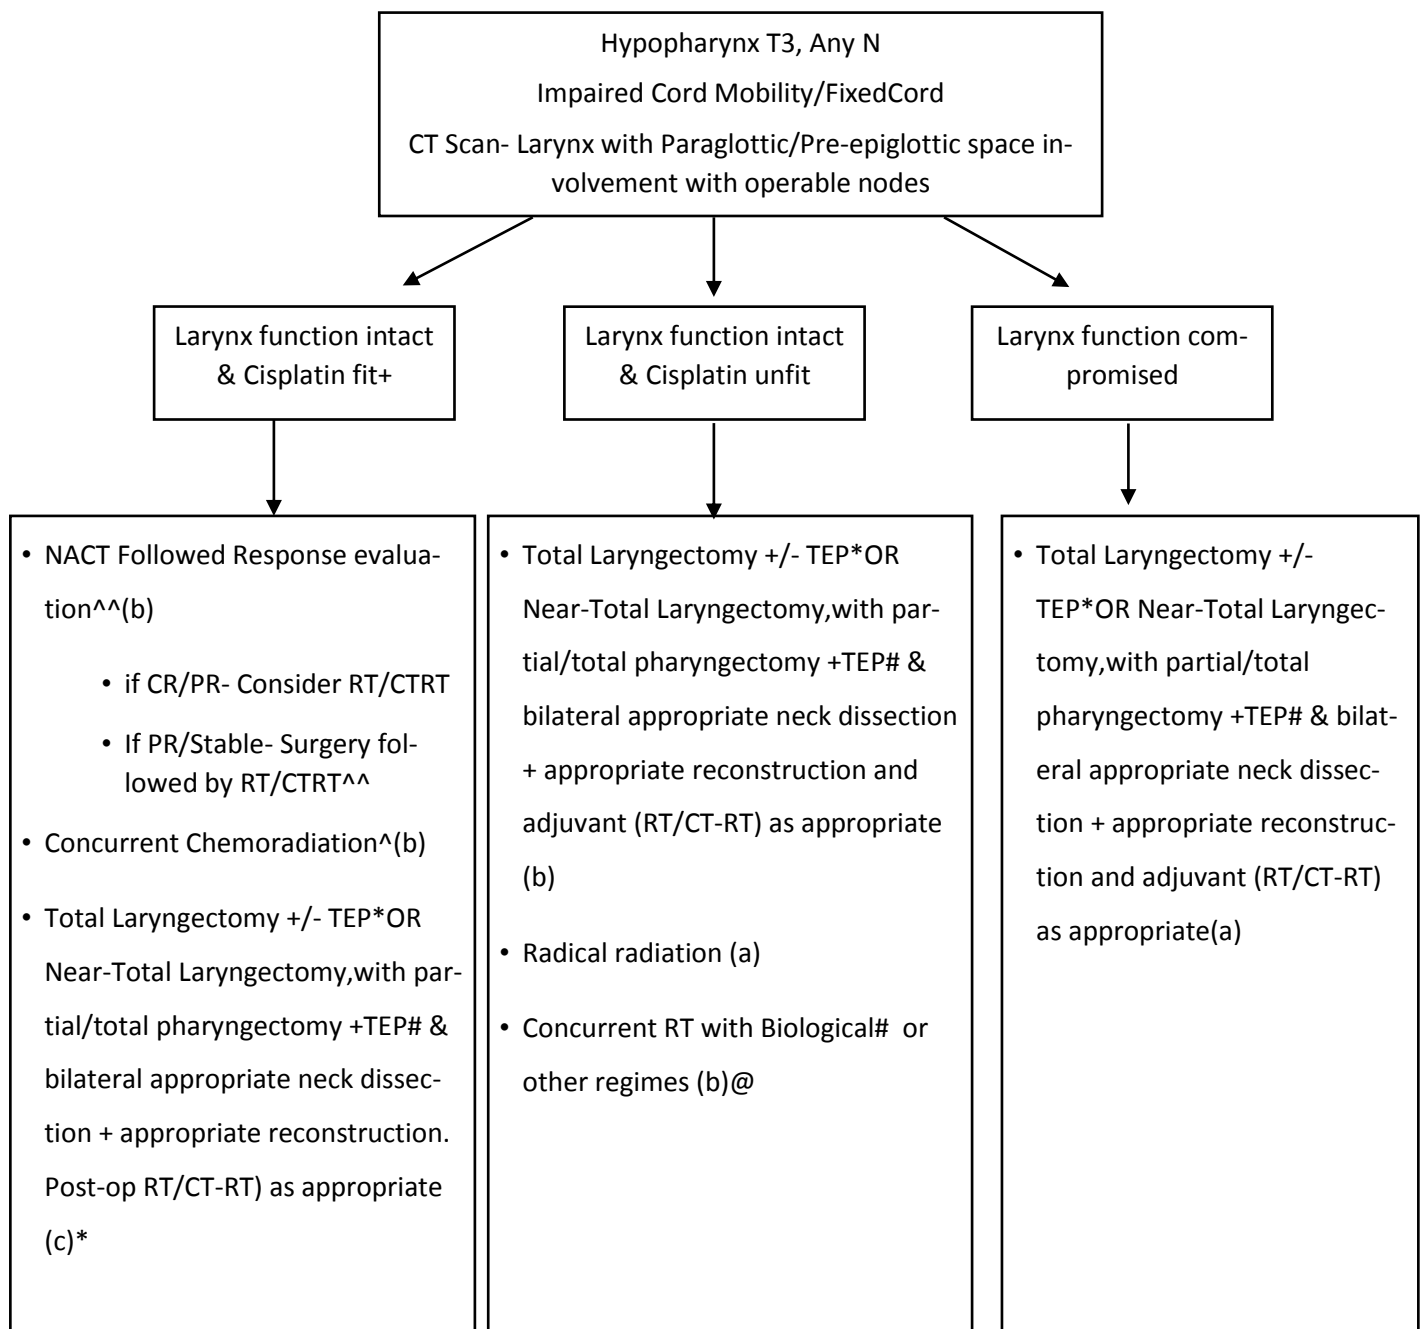 Hypopharynx T3, Any N
Impaired Cord Mobility/FixedCord
CT Scan- Larynx with Paraglottic/Pre-epiglottic space in-
volvement with operable nodes
Larynx function intact
& Cisplatin fit+
Larynx function intact
& Cisplatin unfit
Larynx function com-
promised
• NACT Followed Response evalua-
tion^^(b)
• if CR/PR- Consider RT/CTRT
• If PR/Stable- Surgery fol-
lowed by RT/CTRT^^
• Concurrent Chemoradiation^(b)
• Total Laryngectomy +/- TEP*OR
Near-Total Laryngectomy,with par-
tial/total pharyngectomy +TEP# &
bilateral appropriate neck dissec-
tion + appropriate reconstruction.
Post-op RT/CT-RT) as appropriate
(c)*
• Total Laryngectomy +/- TEP*OR
Near-Total Laryngectomy,with par-
tial/total pharyngectomy +TEP# &
bilateral appropriate neck dissection
+ appropriate reconstruction and
adjuvant (RT/CT-RT) as appropriate
(b)
• Radical radiation (a)
• Concurrent RT with Biological# or
other regimes (b)@
• Total Laryngectomy +/-
TEP*OR Near-Total Laryngec-
tomy,with partial/total
pharyngectomy +TEP# & bilat-
eral appropriate neck dissec-
tion + appropriate reconstruc-
tion and adjuvant (RT/CT-RT)
as appropriate(a)